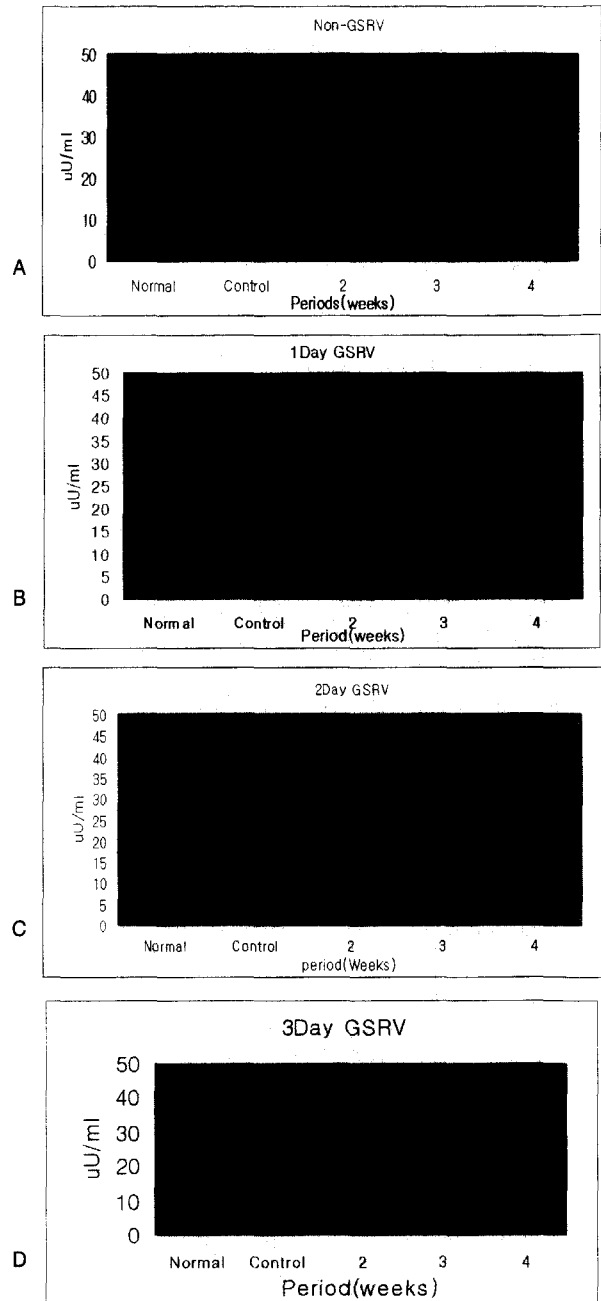 Non-GSRV
50
40
30
20
10
0
uU/ml
A
Normal Control 2 3 4
Periods(weeks)
1Day GSRV
50
45
40
35
30
25
20
15
10
5
0
uU/ml
B
Normal Control 2 3 4
Period(weeks)
2Day GSRV
50
45
40
35
30
25
20
15
10
5
0
uU/ml
C
Normal Control 2 3 4
period(Weeks)
3Day GSRV
50
40
30
20
10
0
uU/ml
D
Normal Control 2 3 4
Period(weeks)